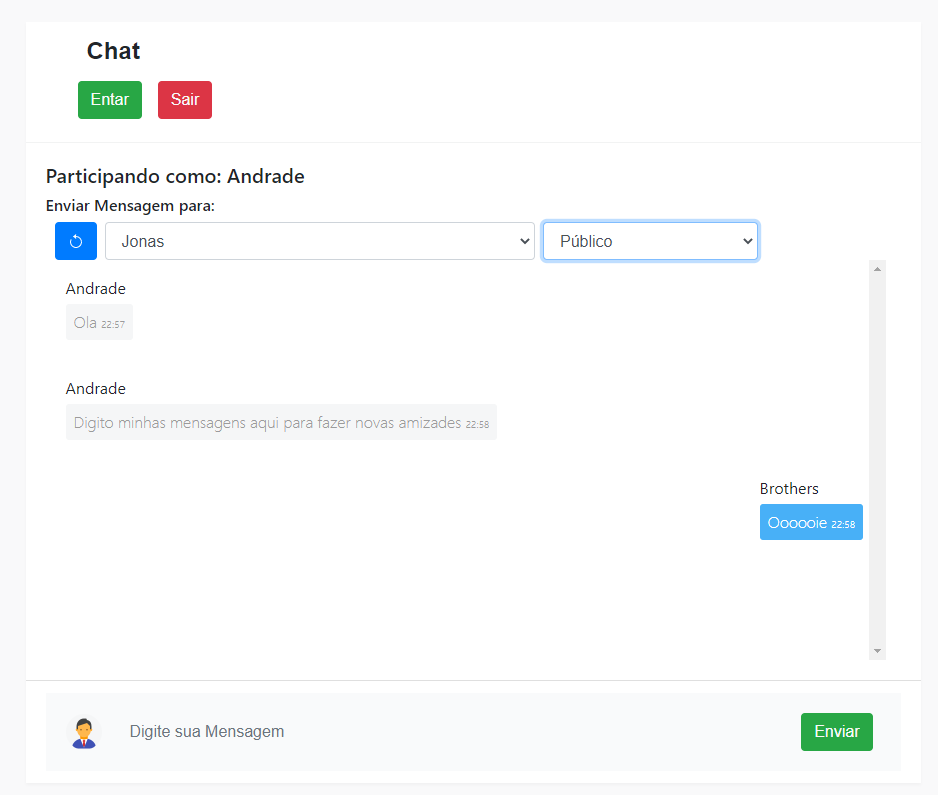 Chat
Entar Sair
Participando como: Andrade
Enviar Mensagem para:
Jonas Público
Andrade
Ola 22:57
Andrade
Digito minhas mensagens aqui para fazer novas amizades 22:58
Brothers
Oooooie 22:58
Digite sua Mensagem Enviar